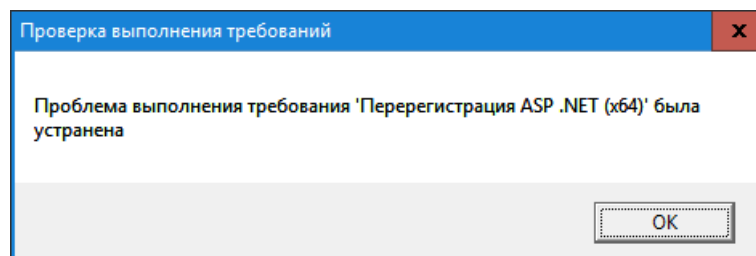 Проверка выполнения требований
Проблема выполнения требования 'Перерегистрация ASP .NET (x64)' была
устранена
OK